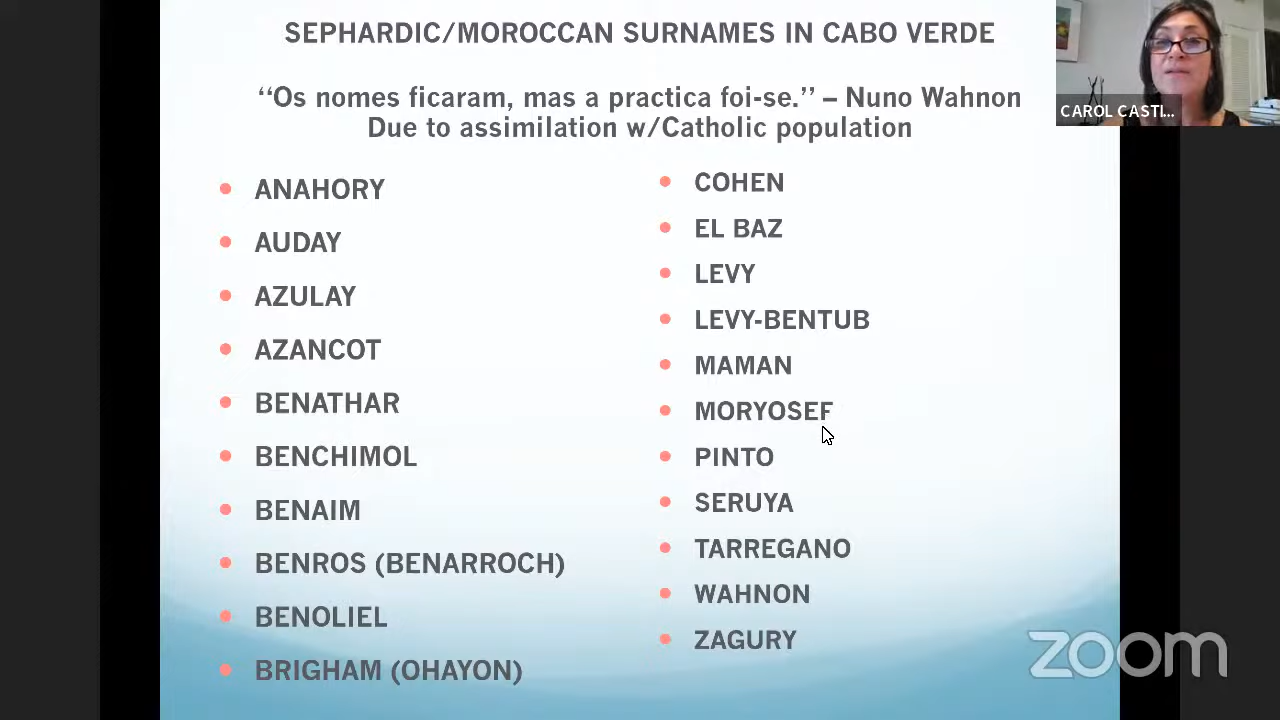 SEPHARDIC/MOROCCAN SURNAMES IN CABO VERDE
‘‘Os nomes ficaram, mas a practica foi-se.’’ – Nuno Wahnon
Due to assimilation w/Catholic population
ANAHORY
AUDAY
AZULAY
AZANCOT
BENATHAR
BENCHIMOL
BENAIM
BENROS (BENARROCH)
BENOLIEL
BRIGHAM (OHAYON)
COHEN
EL BAZ
LEVY
LEVY-BENTUB
MAMAN
MORYOSEF
PINTO
SERUYA
TARREGANO
WAHNON
ZAGURY
CAROL CASTI...
zoom